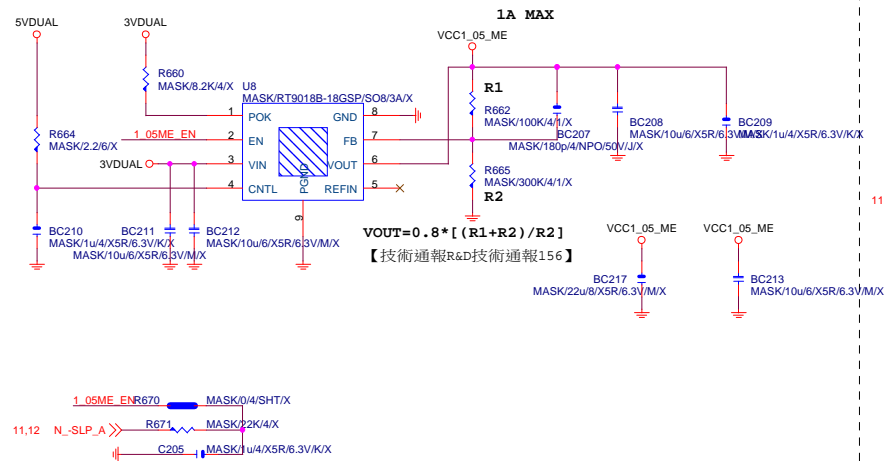 1A MAX
5VDUAL
3VDUAL
VCC1_05_ME
R660
MASK/8.2K/4/X
U8
MASK/RT9018B-18GSP/SO8/3A/X
R1
R662
MASK/100K/4/1/X
1
POK
GND
8
R664
MASK/2.2/6/X
1_05ME_EN
2
EN
FB
7
BC207
MASK/180p/4/NPO/50V/J/X
BC208
MASK/10u/6/X5R/6.3V/M/X
BC209
MASK/1u/4/X5R/6.3V/K/X
3VDUAL
3
VIN
VOUT
6
R665
MASK/300K/4/1/X
4
CNTL
PGND
REFIN
5
R2
11
9
BC210
MASK/1u/4/X5R/6.3V/K/X
BC211
MASK/10u/6/X5R/6.3V/M/X
BC212
MASK/10u/6/X5R/6.3V/M/X
VOUT=0.8*[(R1+R2)/R2]
【技術通報R&D技術通報156】
VCC1_05_ME
VCC1_05_ME
BC217
MASK/22u/8/X5R/6.3V/M/X
BC213
MASK/10u/6/X5R/6.3V/M/X
1_05ME_EN
R670
MASK/0/4/SHT/X
11,12
N_-SLP_A
R671
MASK/22K/4/X
C205
MASK/1u/4/X5R/6.3V/K/X